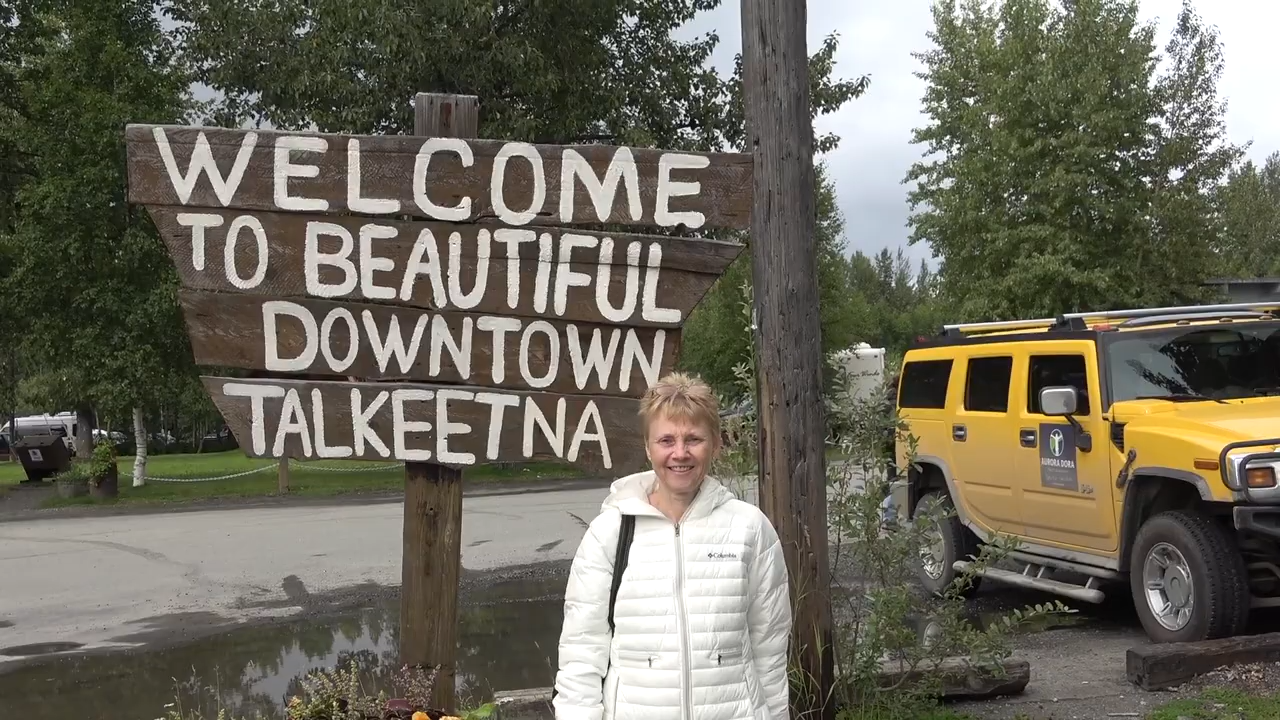 WELCOME
TO BEAUTIFUL
DOWNTOWN
TALKEETNA
Columbia
AURORA DORA